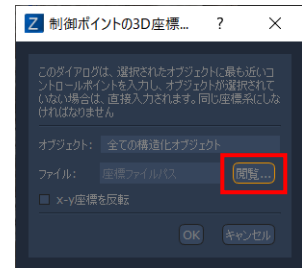 Z 制御ポイントの3D座標... ? ×
このダイアログは、選択されたオブジェクトに最も近いコ
ントロールポイントを入力し、オブジェクトが選択されて
いない場合は、直接入力されます。同じ座標系にしな
ければなりません
オブジェクト: 全ての構造化オブジェクト
ファイル: 座標ファイルパス 閲覧...
x-y座標を反転
OK キャンセル